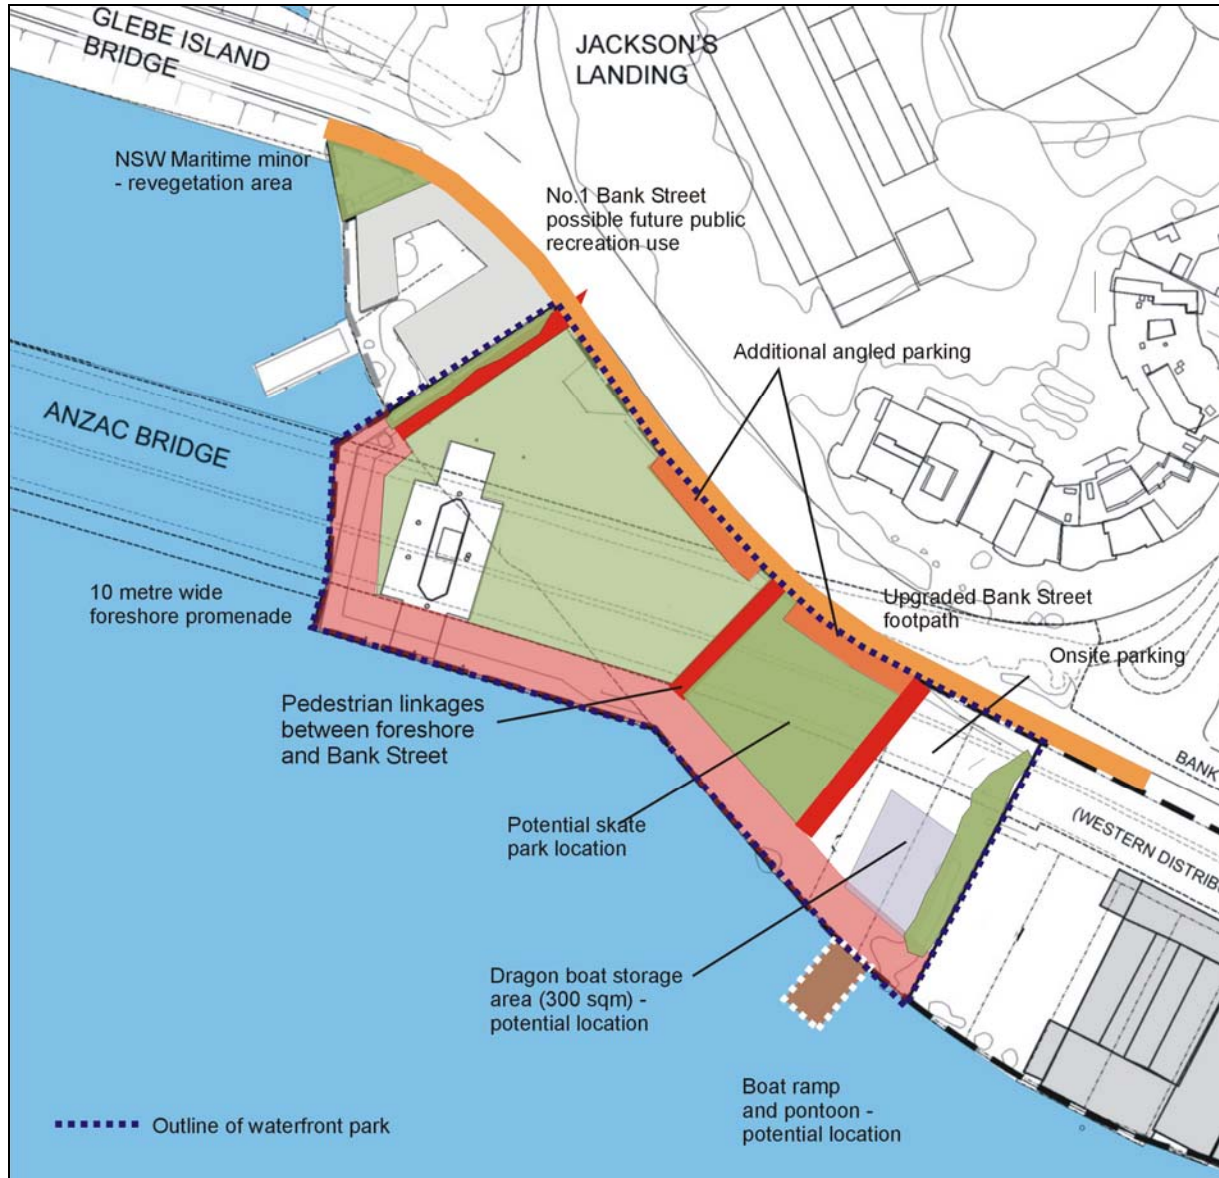 GLEBE ISLAND
BRIDGE
JACKSON'S
LANDING
NSW Maritime minor
- revegetation area
No.1 Bank Street
possible future public
recreation use
Additional angled parking
ANZAC BRIDGE
10 metre wide
foreshore promenade
Upgraded Bank Street
footpath
Onsite parking
Pedestrian linkages
between foreshore
and Bank Street
BANK
(WESTERN DISTRIBU
Potential skate
park location
Dragon boat storage
area (300 sqm) -
potential location
Boat ramp
and pontoon -
potential location
Outline of waterfront park